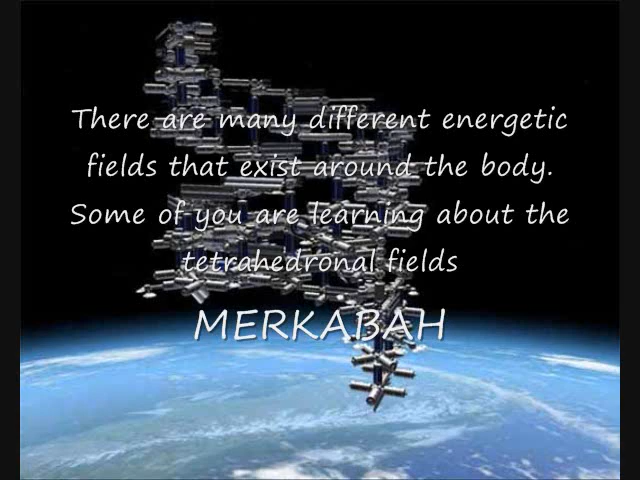 There are many different energetic
fields that exist around the body.
Some of you are learning about the
tetrahedronal fields
MERKABAH